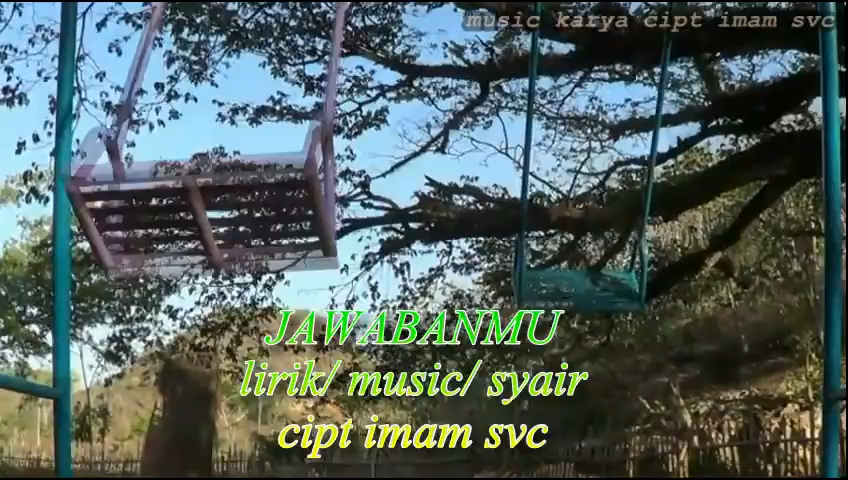 music karya cipt imam svc
JAWABANMU
lirik/ music/ syair
cipt imam svc